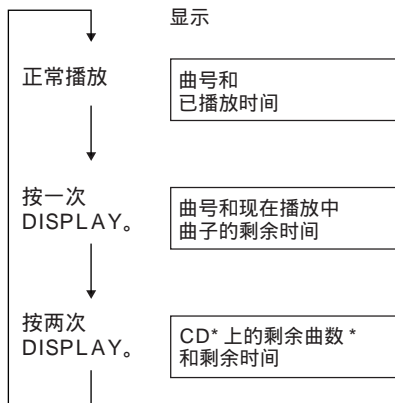 显示
正常播放
曲号和
已播放时间
按一次
DISPLAY。
曲号和现在播放中
曲子的剩余时间
按两次
DISPLAY。
CD* 上的剩余曲数 *
和剩余时间